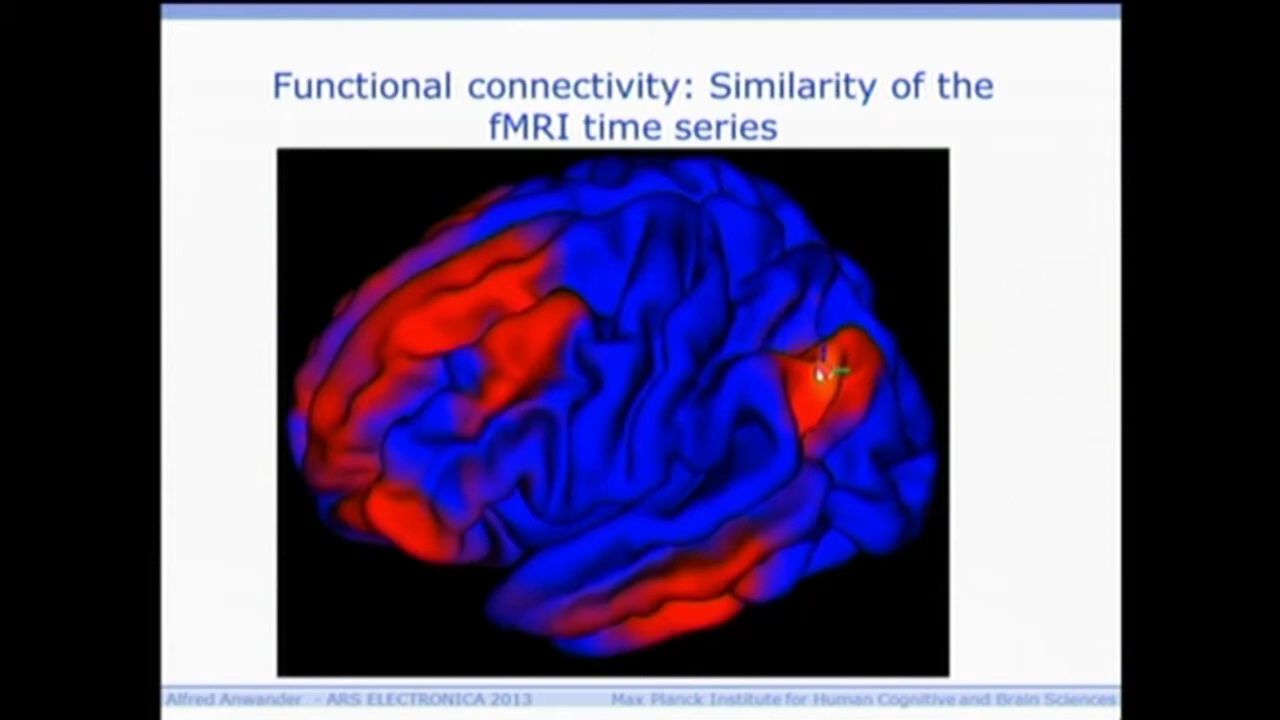 Functional connectivity: Similarity of the
fMRI time series
Alfred Anwander - ARS ELECTRONICA 2013 Max Planck Institute for Human Cognitive and Brain Sciences